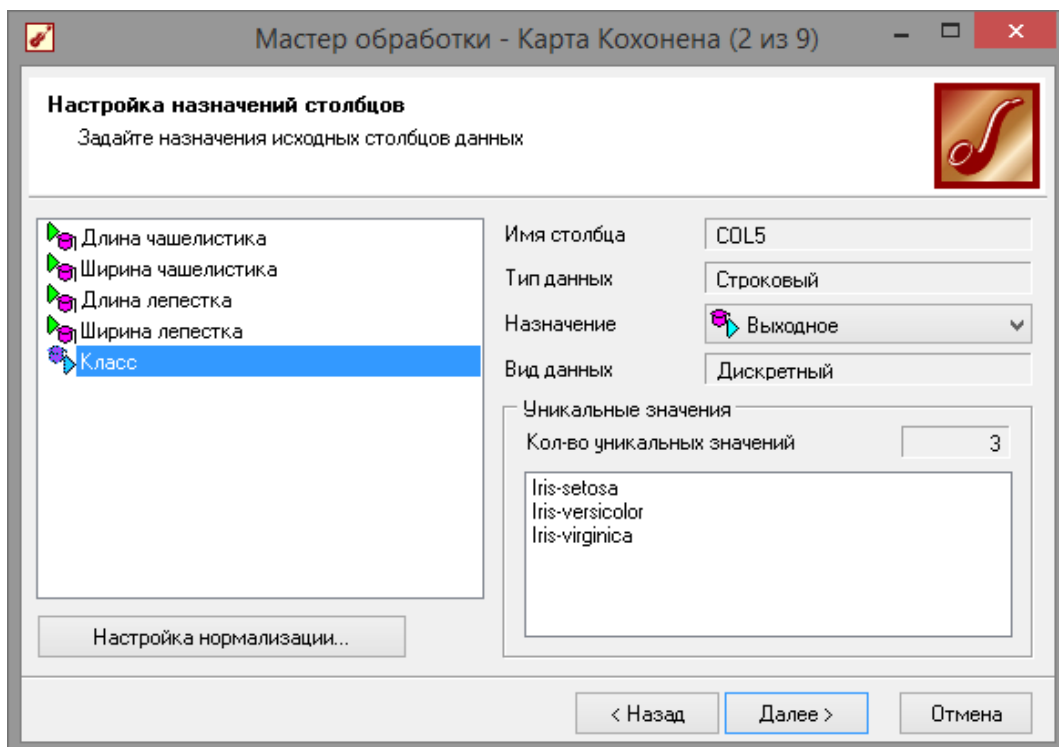 Мастер обработки - Карта Кохонена (2 из 9)
Настройка назначений столбцов
Задайте назначения исходных столбцов данных
Длина чашелистика
Ширина чашелистика
Длина лепестка
Ширина лепестка
Класс
Настройка нормализации...
Имя столбца COL5
Тип данных Строковый
Назначение Выходное
Вид данных Дискретный
Уникальные значения
Кол-во уникальных значений 3
Iris-setosa
Iris-versicolor
Iris-virginica
< Назад Далее > Отмена